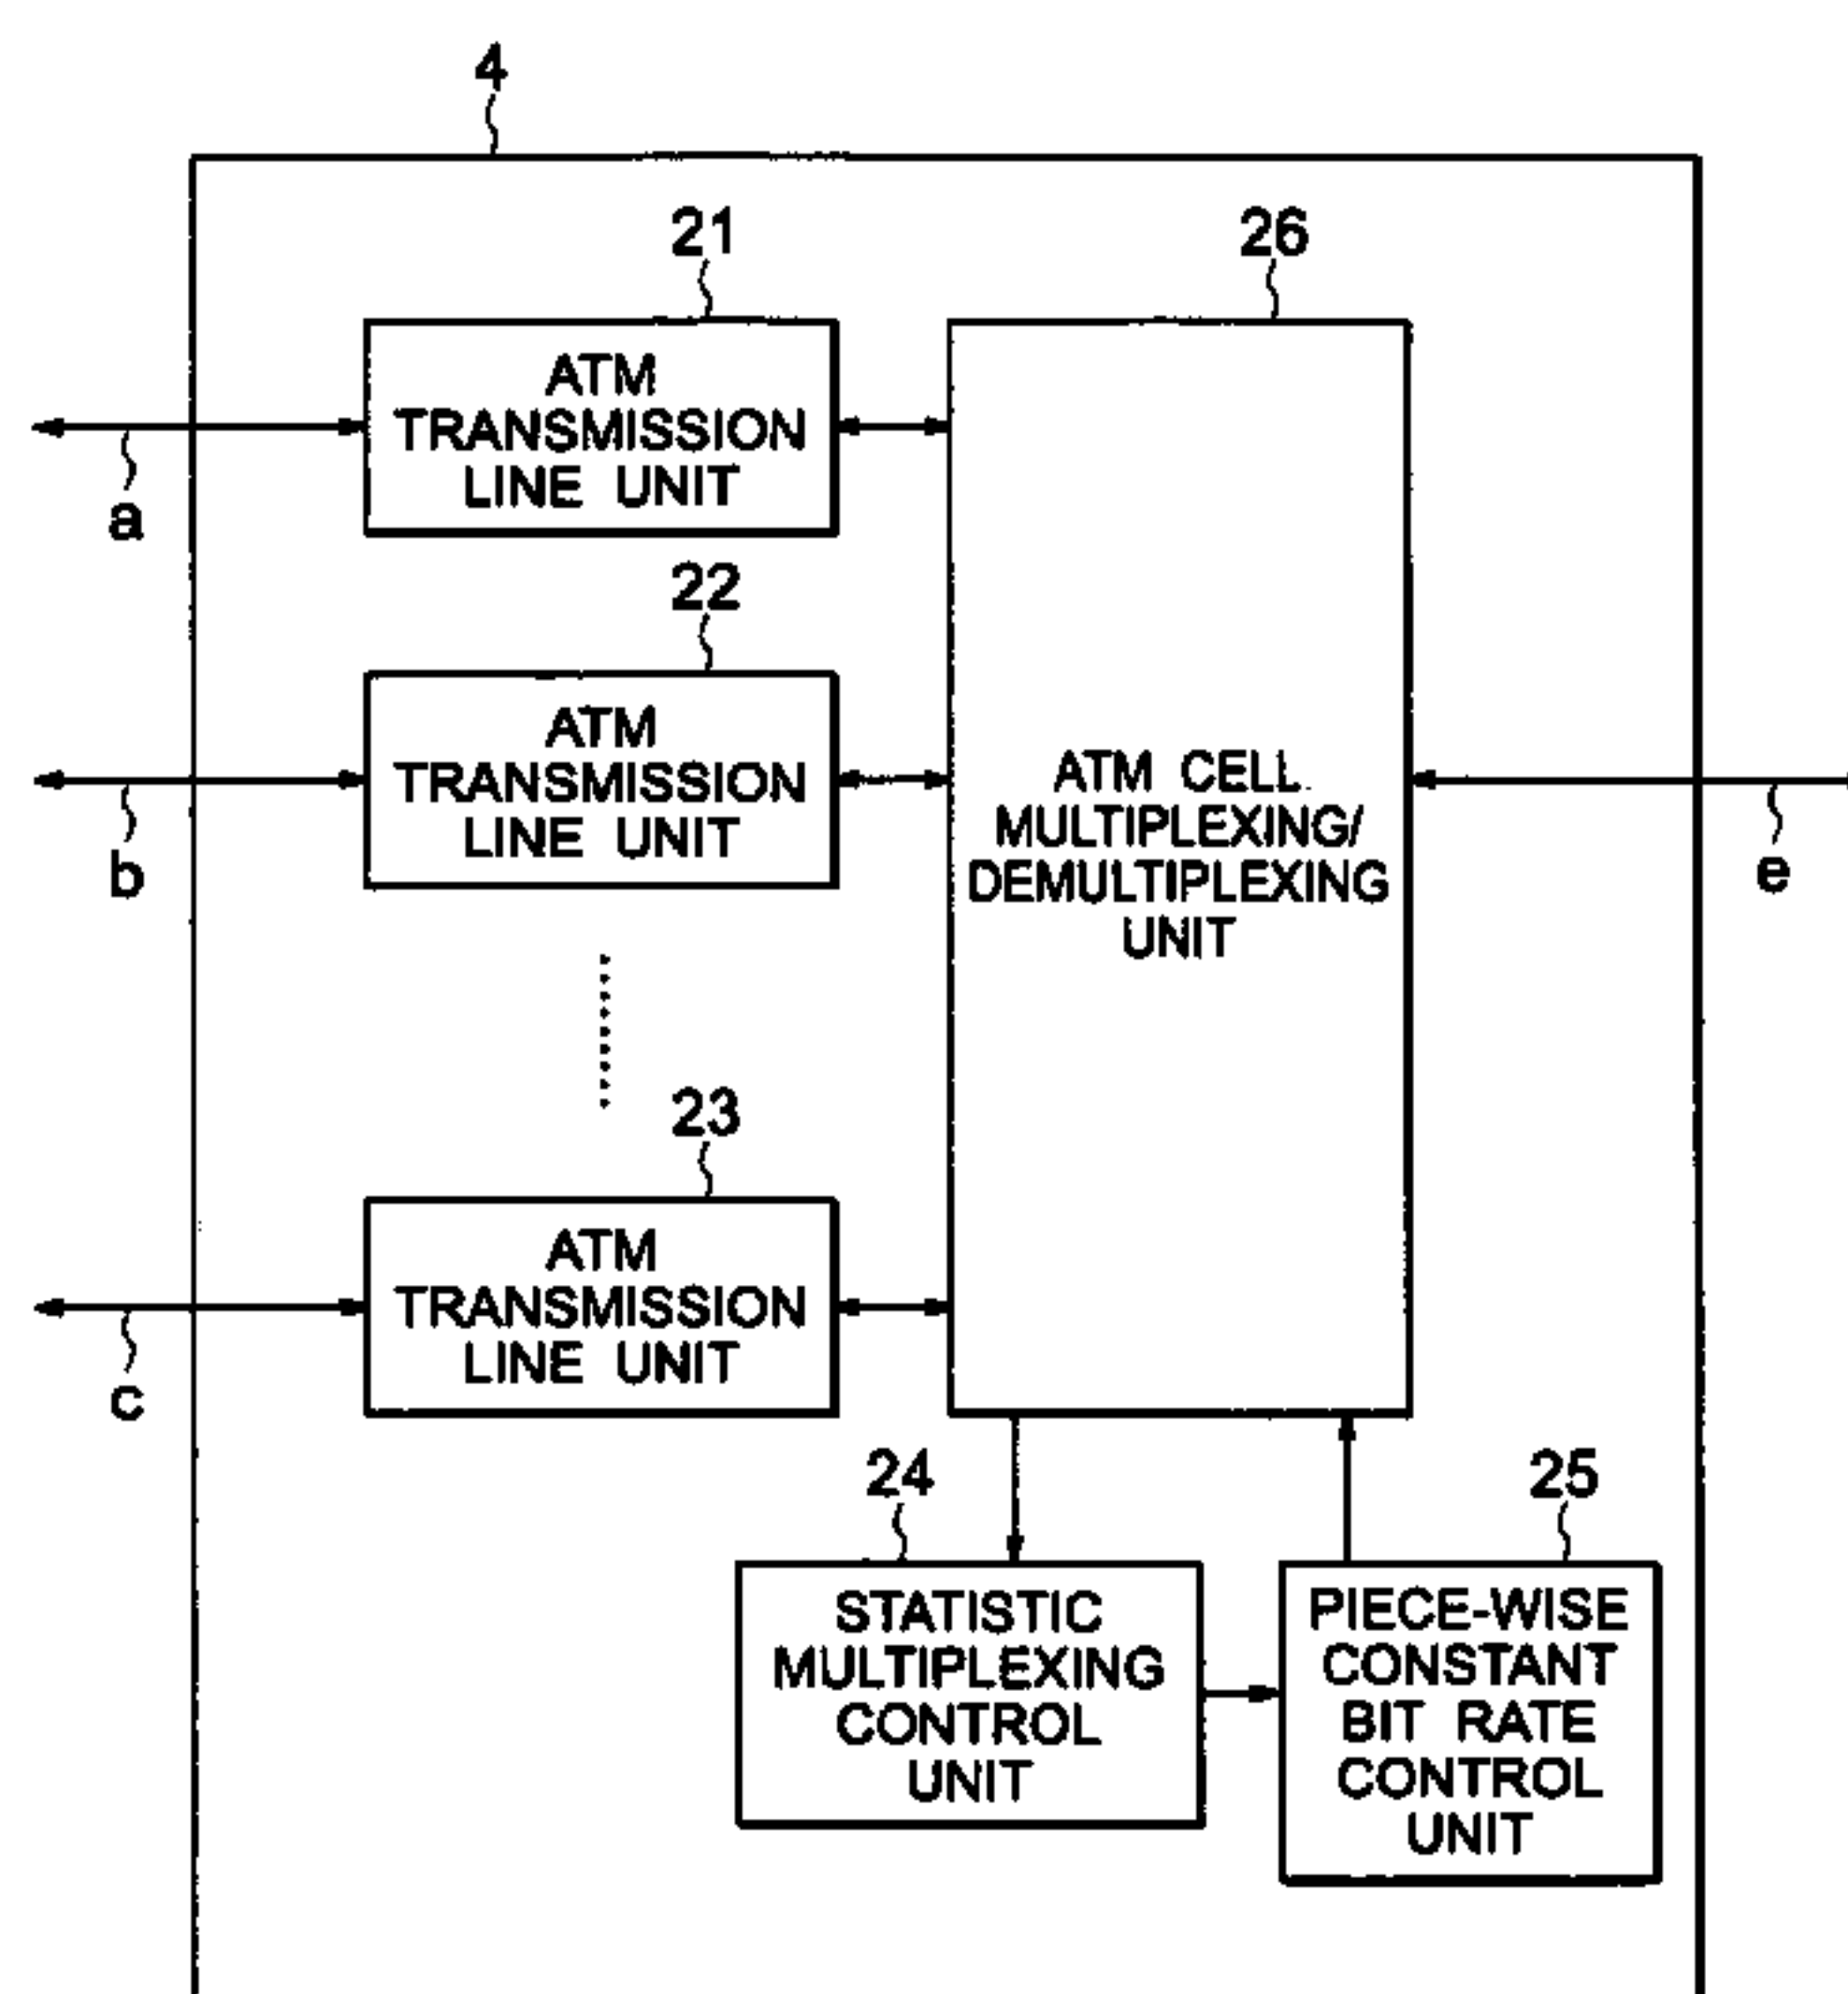 4
21
26
ATM
TRANSMISSION
LINE UNIT
a
22
ATM
TRANSMISSION
LINE UNIT
b
ATM CELL
MULTIPLEXING/
DEMULTIPLEXING
UNIT
e
23
ATM
TRANSMISSION
LINE UNIT
c
24
25
STATISTIC
MULTIPLEXING
CONTROL
UNIT
PIECE-WISE
CONSTANT
BIT RATE
CONTROL
UNIT